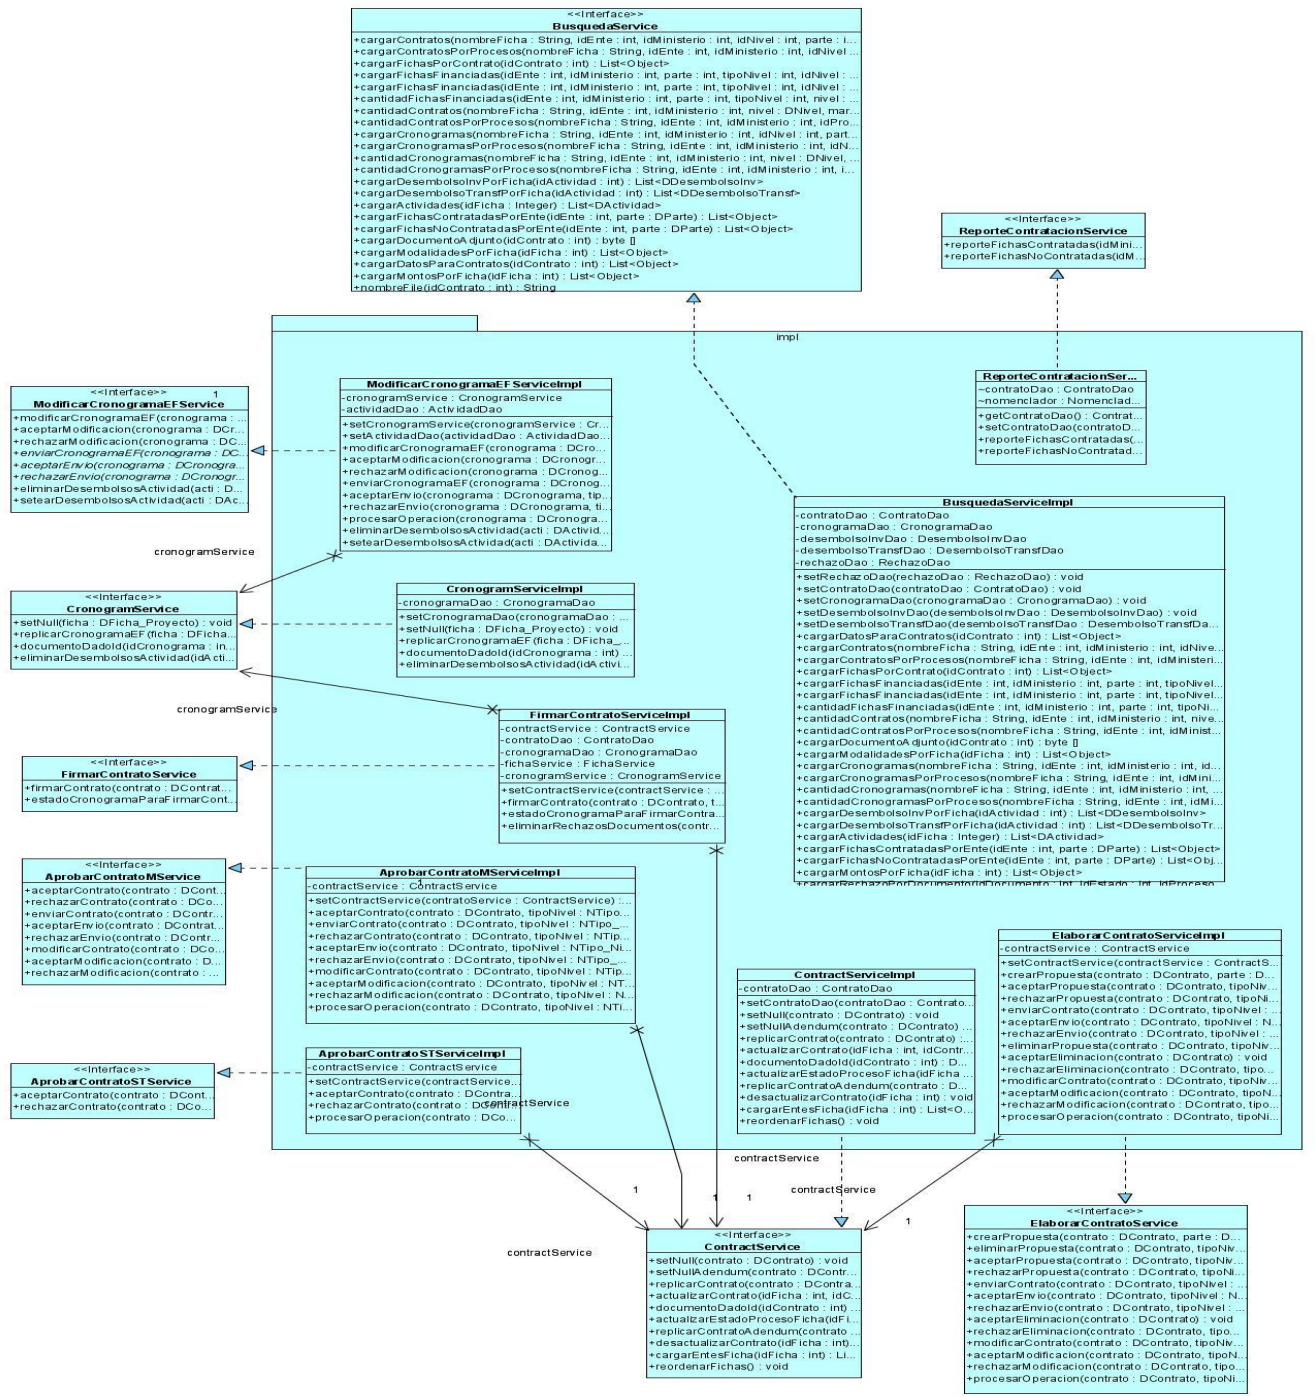 <<Interface>>
BusquedaService
+cargarContratos(nombreFicha : String, idEnte : int, idMinisterio : int, idNivel : int, parte : i...
+cargarContratosPorProcesos(nombreFicha : String, idEnte : int, idMinisterio : int, idNivel ...
+cargarFichasPorContrato(idContrato : int) : List<Object>
+cargarFichasFinanciadas(idEnte : int, idMinisterio : int, parte : int, tipoNivel : int, idNivel : ...
+cargarFichasFinanciadas(idEnte : int, idMinisterio : int, parte : int, tipoNivel : int, idNivel : ...
+cantidadFichasFinanciadas(idEnte : int, idMinisterio : int, parte : int, tipoNivel : int, nivel : ...
+cantidadContratos(nombreFicha : String, idEnte : int, idMinisterio : int, nivel : DNivel, mar...
+cantidadContratosPorProcesos(nombreFicha : String, idEnte : int, idMinisterio : int, idPro...
+cargarCronogramas(nombreFicha : String, idEnte : int, idMinisterio : int, idNivel : int, part...
+cargarCronogramasPorProcesos(nombreFicha : String, idEnte : int, idMinisterio : int, idN...
+cantidadCronogramas(nombreFicha : String, idEnte : int, idMinisterio : int, nivel : DNivel, ...
+cantidadCronogramasPorProcesos(nombreFicha : String, idEnte : int, idMinisterio : int, i...
+cargarDesembolsoInvPorFicha(idActividad : int) : List<DDesembolsoInv>
+cargarDesembolsoTransfPorFicha(idActividad : int) : List<DDesembolsoTransf>
+cargarActividades(idFicha : Integer) : List<DActividad>
+cargarFichasContratadasPorEnte(idEnte : int, parte : DParte) : List<Object>
+cargarFichasNoContratadasPorEnte(idEnte : int, parte : DParte) : List<Object>
+cargarDocumentoAdjunto(idContrato : int) : byte []
+cargarModalidadesPorFicha(idFicha : int) : List<Object>
+cargarDatosParaContratos(idContrato : int) : List<Object>
+cargarMontosPorFicha(idFicha : int) : List<Object>
+nombreFile(idContrato : int) : String
<<Interface>>
ReporteContratacionService
+reporteFichasContratadas(idMini...
+reporteFichasNoContratadas(idM...
impl
<<Interface>>
1
ModificarCronogramaEFService
+modificarCronogramaEF(cronograma : ...
+aceptarModificacion(cronograma : DCr...
+rechazarModificacion(cronograma : DC...
+enviarCronogramaEF(cronograma : DC...
+aceptarEnvio(cronograma : DCronogra...
+rechazarEnvio(cronograma : DCronogr...
+eliminarDesembolsosActividad(acti : D...
+setearDesembolsosActividad(acti : DAc...
ModificarCronogramaEFServiceImpl
-cronogramService : CronogramService
-actividadDao : ActividadDao
+setCronogramService(cronogramService : Cr...
+setActividadDao(actividadDao : ActividadDao...
+modificarCronogramaEF(cronograma : DCro...
+aceptarModificacion(cronograma : DCronogr...
+rechazarModificacion(cronograma : DCronog...
+enviarCronogramaEF(cronograma : DCronog...
+aceptarEnvio(cronograma : DCronograma, tip...
+rechazarEnvio(cronograma : DCronograma, ti...
+procesarOperacion(cronograma : DCronogra...
+eliminarDesembolsosActividad(acti : DActivid...
+setearDesembolsosActividad(acti : DActivida...
ReporteContratacionSer...
~contratoDao : ContratoDao
~nomenclador : Nomenclad...
+getContratoDao() : Contrat...
+setContratoDao(contratoD...
+reporteFichasContratadas(...
+reporteFichasNoContratad...
BusquedaServiceImpl
-contratoDao : ContratoDao
-cronogramaDao : CronogramaDao
-desembolsoInvDao : DesembolsoInvDao
-desembolsoTransfDao : DesembolsoTransfDao
-rechazoDao : RechazoDao
+setRechazoDao(rechazoDao : RechazoDao) : void
+setContratoDao(contratoDao : ContratoDao) : void
+setCronogramaDao(cronogramaDao : CronogramaDao) : void
+setDesembolsoInvDao(desembolsoInvDao : DesembolsoInvDao) : void
+setDesembolsoTransfDao(desembolsoTransfDao : DesembolsoTransfDa...
+cargarDatosParaContratos(idContrato : int) : List<Object>
+cargarContratos(nombreFicha : String, idEnte : int, idMinisterio : int, idNive...
+cargarContratosPorProcesos(nombreFicha : String, idEnte : int, idMinisteri...
+cargarFichasPorContrato(idContrato : int) : List<Object>
+cargarFichasFinanciadas(idEnte : int, idMinisterio : int, parte : int, tipoNivel...
+cargarFichasFinanciadas(idEnte : int, idMinisterio : int, parte : int, tipoNivel...
+cantidadFichasFinanciadas(idEnte : int, idMinisterio : int, parte : int, tipoNi...
+cantidadContratos(nombreFicha : String, idEnte : int, idMinisterio : int, nive...
+cantidadContratosPorProcesos(nombreFicha : String, idEnte : int, idMinist...
+cargarDocumentoAdjunto(idContrato : int) : byte []
+cargarModalidadesPorFicha(idFicha : int) : List<Object>
+cargarCronogramas(nombreFicha : String, idEnte : int, idMinisterio : int, id...
+cargarCronogramasPorProcesos(nombreFicha : String, idEnte : int, idMini...
+cantidadCronogramas(nombreFicha : String, idEnte : int, idMinisterio : int, ...
+cantidadCronogramasPorProcesos(nombreFicha : String, idEnte : int, idMi...
+cargarDesembolsoInvPorFicha(idActividad : int) : List<DDesembolsoInv>
+cargarDesembolsoTransfPorFicha(idActividad : int) : List<DDesembolsoTr...
+cargarActividades(idFicha : Integer) : List<DActividad>
+cargarFichasContratadasPorEnte(idEnte : int, parte : DParte) : List<Object>
+cargarFichasNoContratadasPorEnte(idEnte : int, parte : DParte) : List<Obj...
+cargarMontosPorFicha(idFicha : int) : List<Object>
+cargarRechazoPorDocumento(idDocumento : int, idEstado : int, idProceso
cronogramService
<<Interface>>
CronogramService
+setNull(ficha : DFicha_Proyecto) : void
+replicarCronogramaEF(ficha : DFicha...
+documentoDadoId(idCronograma : in...
+eliminarDesembolsosActividad(idActi...
CronogramServiceImpl
-cronogramaDao : CronogramaDao
+setCronogramaDao(cronogramaDao : ...
+setNull(ficha : DFicha_Proyecto) : void
+replicarCronogramaEF(ficha : DFicha_...
+documentoDadoId(idCronograma : int) ...
+eliminarDesembolsosActividad(idActivi...
cronogramService
FirmarContratoServiceImpl
-contractService : ContractService
-contratoDao : ContratoDao
-cronogramaDao : CronogramaDao
-fichaService : FichaService
-cronogramService : CronogramService
+setContractService(contractService : ...
+firmarContrato(contrato : DContrato, t...
+estadoCronogramaParaFirmarContra...
+eliminarRechazosDocumentos(contr...
<<Interface>>
FirmarContratoService
+firmarContrato(contrato : DContrat...
+estadoCronogramaParaFirmarCont...
<<Interface>>
AprobarContratoMService
+aceptarContrato(contrato : DCont...
+rechazarContrato(contrato : DCo...
+enviarContrato(contrato : DContr...
+aceptarEnvio(contrato : DContrat...
+rechazarEnvio(contrato : DContr...
+modificarContrato(contrato : DCo...
+aceptarModificacion(contrato : D...
+rechazarModificacion(contrato : ...
AprobarContratoMServiceImpl
-contractService : ContractService
1
+setContractService(contratoService : ContractService) :...
+aceptarContrato(contrato : DContrato, tipoNivel : NTipo...
+enviarContrato(contrato : DContrato, tipoNivel : NTipo_...
+rechazarContrato(contrato : DContrato, tipoNivel : NTip...
+aceptarEnvio(contrato : DContrato, tipoNivel : NTipo_Ni...
+rechazarEnvio(contrato : DContrato, tipoNivel : NTipo_...
+modificarContrato(contrato : DContrato, tipoNivel : NTip...
+aceptarModificacion(contrato : DContrato, tipoNivel : NT...
+rechazarModificacion(contrato : DContrato, tipoNivel : N...
+procesarOperacion(contrato : DContrato, tipoNivel : NTi...
ContractServiceImpl
-contratoDao : ContratoDao
+setContratoDao(contratoDao : Contrato...
+setNull(contrato : DContrato) : void
+setNullAdendum(contrato : DContrato) ...
+replicarContrato(contrato : DContrato) :...
+actualizarContrato(idFicha : int, idContr...
+documentoDadoId(idContrato : int) : D...
+actualizarEstadoProcesoFicha(idFicha ...
+replicarContratoAdendum(contrato : D...
+desactualizarContrato(idFicha : int) : void
+cargarEntesFicha(idFicha : int) : List<O...
+reordenarFichas() : void
ElaborarContratoServiceImpl
-contractService : ContractService
+setContractService(contractService : ContractS...
+crearPropuesta(contrato : DContrato, parte : D...
+aceptarPropuesta(contrato : DContrato, tipoNiv...
+rechazarPropuesta(contrato : DContrato, tipoNi...
+enviarContrato(contrato : DContrato, tipoNivel : ...
+aceptarEnvio(contrato : DContrato, tipoNivel : N...
+rechazarEnvio(contrato : DContrato, tipoNivel : ...
+eliminarPropuesta(contrato : DContrato, tipoNiv...
+aceptarEliminacion(contrato : DContrato) : void
+rechazarEliminacion(contrato : DContrato, tipo...
+modificarContrato(contrato : DContrato, tipoNiv...
+aceptarModificacion(contrato : DContrato, tipoN...
+rechazarModificacion(contrato : DContrato, tipo...
+procesarOperacion(contrato : DContrato, tipoNi...
<<Interface>>
AprobarContratoSTService
+aceptarContrato(contrato : DCont...
+rechazarContrato(contrato : DCo...
AprobarContratoSTServiceImpl
-contractService : ContractService
+setContractService(contractService...
+aceptarContrato(contrato : DContra...
+rechazarContrato(contrato : DContr...
contractService
+procesarOperacion(contrato : DCo...
contractService
1
1
1
contractService
1
contractService
<<Interface>>
ContractService
+setNull(contrato : DContrato) : void
+setNullAdendum(contrato : DContr...
+replicarContrato(contrato : DContra...
+actualizarContrato(idFicha : int, idC...
+documentoDadoId(idContrato : int) ...
+actualizarEstadoProcesoFicha(idFi...
+replicarContratoAdendum(contrato ...
+desactualizarContrato(idFicha : int)...
+cargarEntesFicha(idFicha : int) : Li...
+reordenarFichas() : void
<<Interface>>
ElaborarContratoService
+crearPropuesta(contrato : DContrato, parte : D...
+eliminarPropuesta(contrato : DContrato, tipoNiv...
+aceptarPropuesta(contrato : DContrato, tipoNiv...
+rechazarPropuesta(contrato : DContrato, tipoNi...
+enviarContrato(contrato : DContrato, tipoNivel : ...
+aceptarEnvio(contrato : DContrato, tipoNivel : N...
+rechazarEnvio(contrato : DContrato, tipoNivel : ...
+aceptarEliminacion(contrato : DContrato) : void
+rechazarEliminacion(contrato : DContrato, tipo...
+modificarContrato(contrato : DContrato, tipoNiv...
+aceptarModificacion(contrato : DContrato, tipoN...
+rechazarModificacion(contrato : DContrato, tipo...
+procesarOperacion(contrato : DContrato, tipoNi...